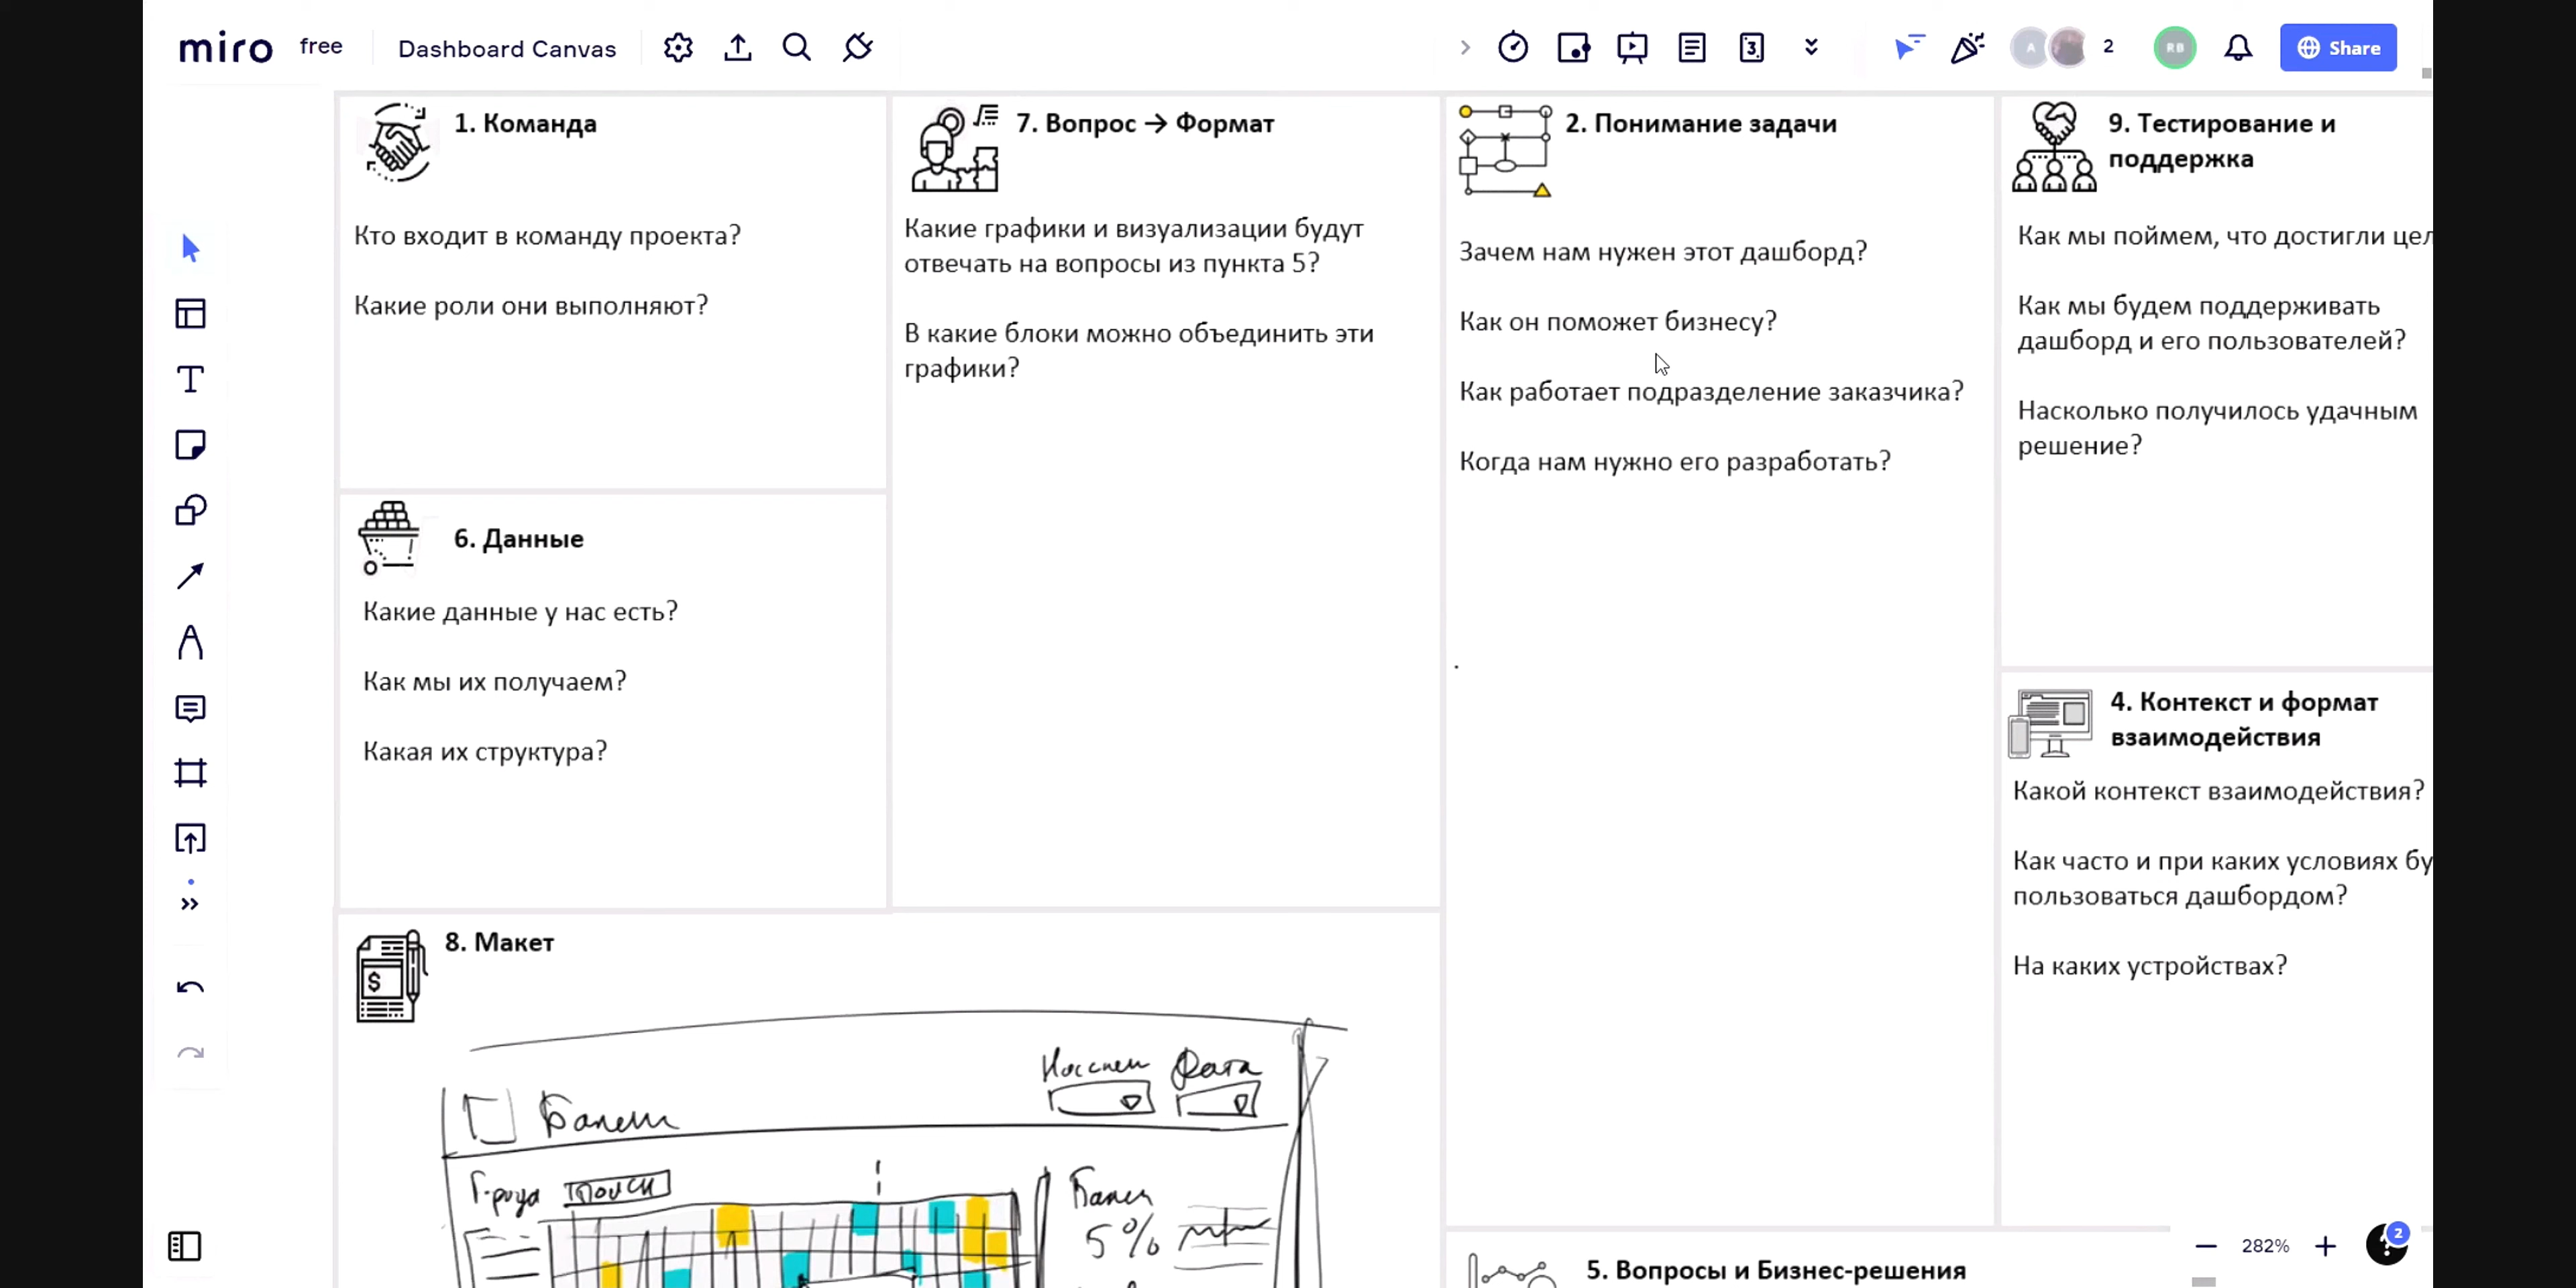 miro free Dashboard Canvas
3
A
2
RB
Share
1. Команда
Кто входит в команду проекта?
Какие роли они выполняют?
7. Вопрос → Формат
Какие графики и визуализации будут
отвечать на вопросы из пункта 5?
В какие блоки можно объединить эти
графики?
2. Понимание задачи
Зачем нам нужен этот дашборд?
Как он поможет бизнесу?
Как работает подразделение заказчика?
Когда нам нужно его разработать?
9. Тестирование и
поддержка
Как мы поймем, что достигли цел
Как мы будем поддерживать
дашборд и его пользователей?
Насколько получилось удачным
решение?
6. Данные
Какие данные у нас есть?
Как мы их получаем?
Какая их структура?
4. Контекст и формат
взаимодействия
Какой контекст взаимодействия?
Как часто и при каких условиях бу
пользоваться дашбордом?
На каких устройствах?
8. Макет
$
Дата
Поиск
5%
5. Вопросы и Бизнес-решения
282%
2
?